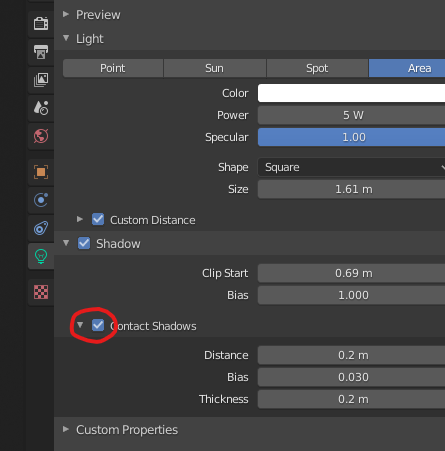 Preview
Light
Point Sun Spot Area
Color
Power 5 W
Specular 1.00
Shape Square
Size 1.61 m
Custom Distance
Shadow
Clip Start 0.69 m
Bias 1.000
Contact Shadows
Distance 0.2 m
Bias 0.030
Thickness 0.2 m
Custom Properties